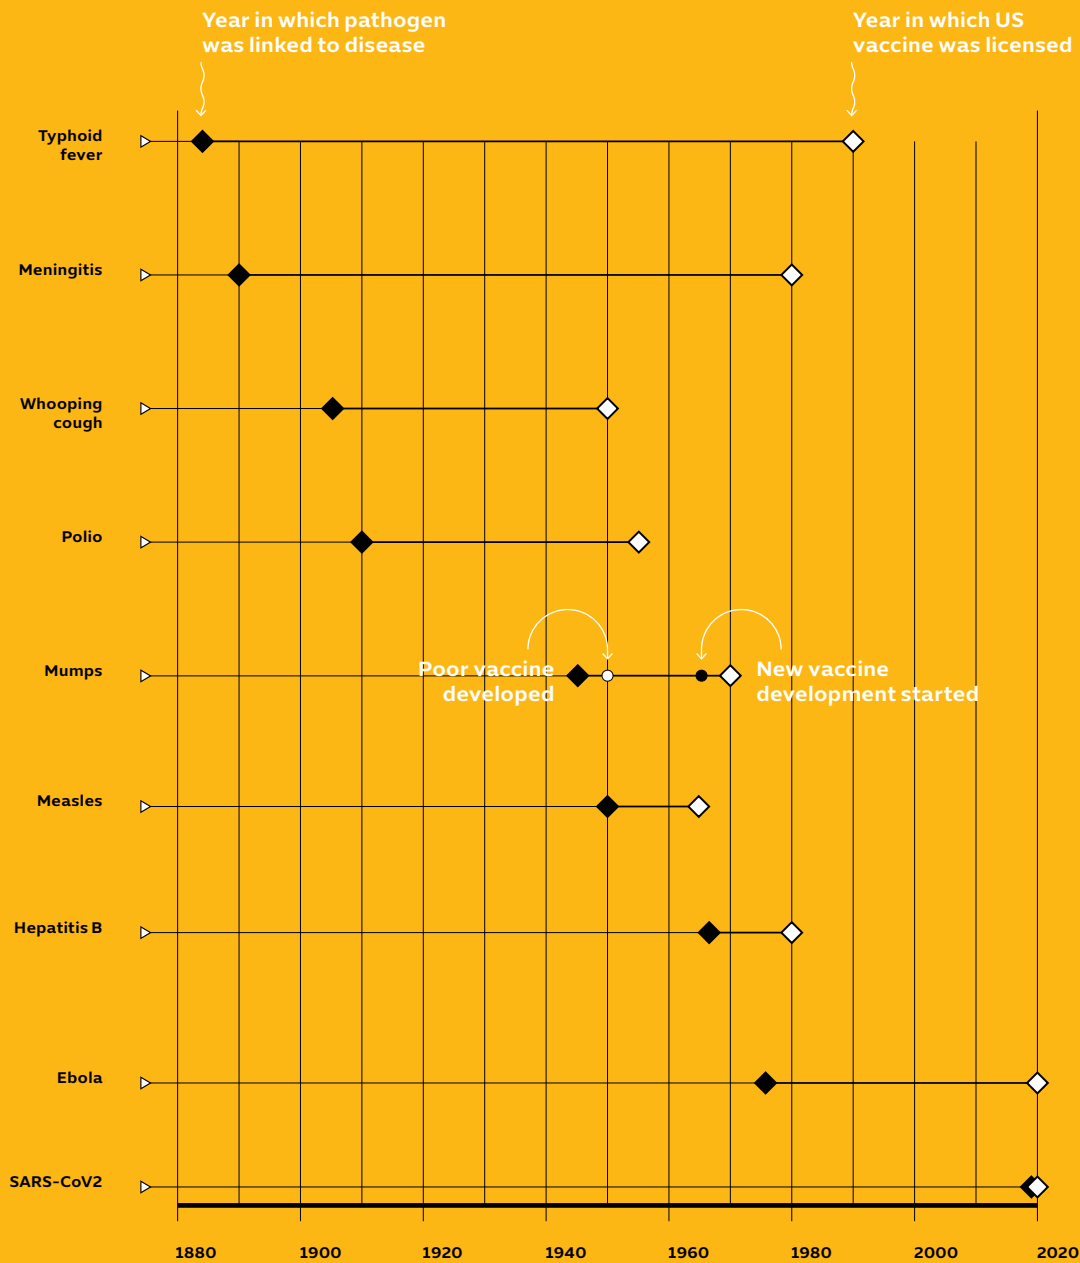 Year in which pathogen
was linked to disease
Year in which US
vaccine was licensed
Typhoid
fever
Meningitis
Whooping
cough
Polio
Mumps
Poor vaccine
developed
New vaccine
development started
Measles
Hepatitis B
Ebola
SARS-CoV2
1880 1900 1920 1940 1960 1980 2000 2020